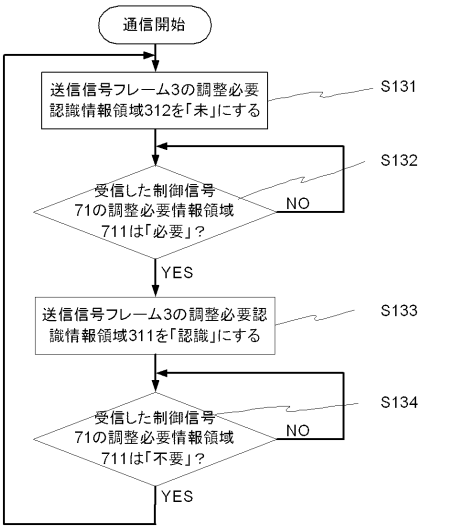 通信開始
送信信号フレーム3の調整必要
認識情報領域312を「未」にする
S131
受信した制御信号
71の調整必要情報領域
711は「必要」?
S132
NO
YES
送信信号フレーム3の調整必要認
識情報領域311を「認識」にする
S133
受信した制御信号
71の調整必要情報領域
711は「不要」?
S134
NO
YES